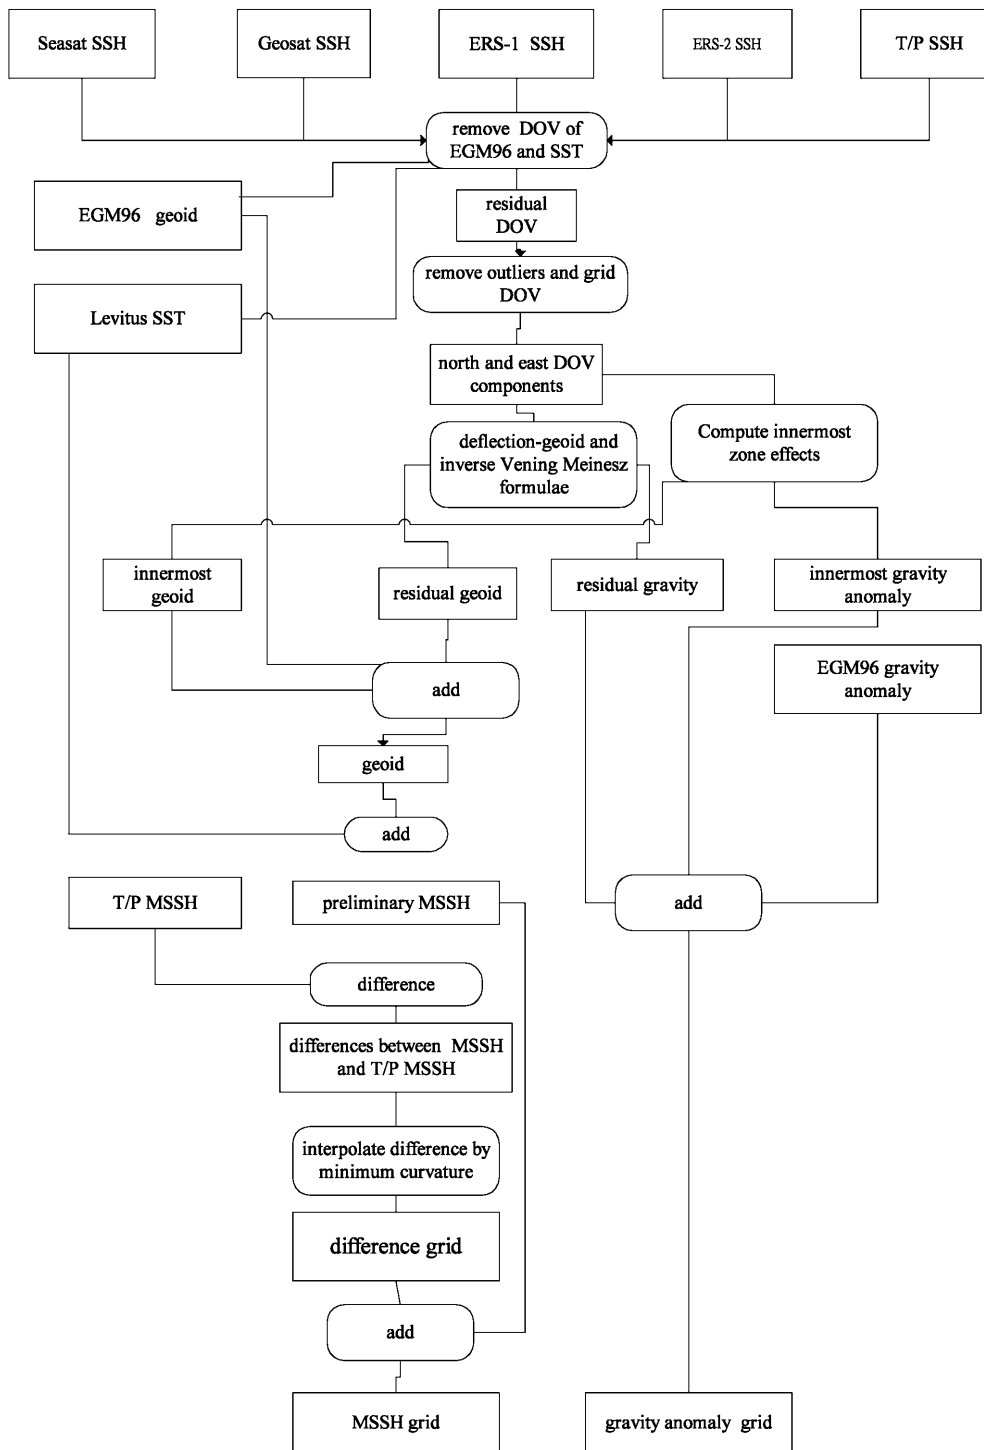 Seasat SSH
Geosat SSH
ERS-1 SSH
ERS-2 SSH
T/P SSH
remove DOV of
EGM96 and SST
EGM96 geoid
residual
DOV
remove outliers and grid
DOV
Levitus SST
north and east DOV
components
deflection-geoid and
inverse Vening Meinesz
formulae
Compute innermost
zone effects
innermost
geoid
residual geoid
residual gravity
innermost gravity
anomaly
EGM96 gravity
anomaly
add
geoid
add
T/P MSSH
preliminary MSSH
add
difference
differences between MSSH
and T/P MSSH
interpolate difference by
minimum curvature
difference grid
add
MSSH grid
gravity anomaly grid